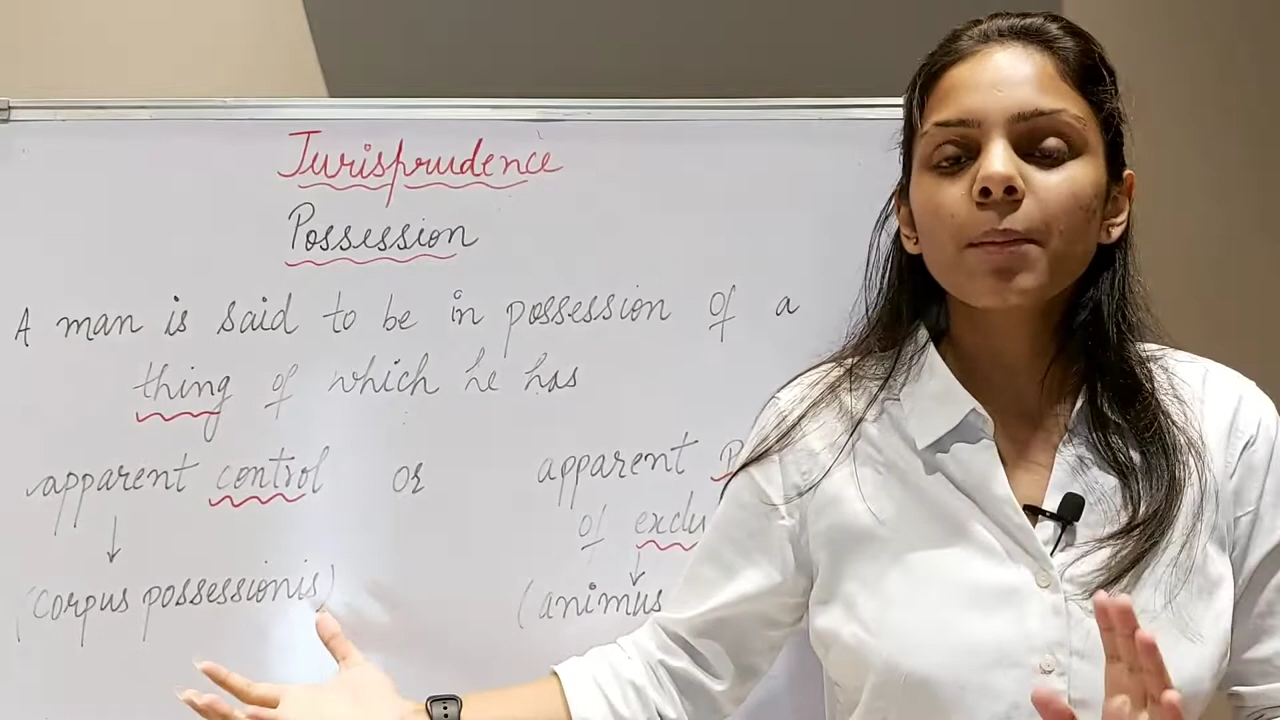 Jurisprudence
Possession
A man is said to be in possession of a
thing of which he has
apparent control or apparent
of
(corpus possessionis) (animus